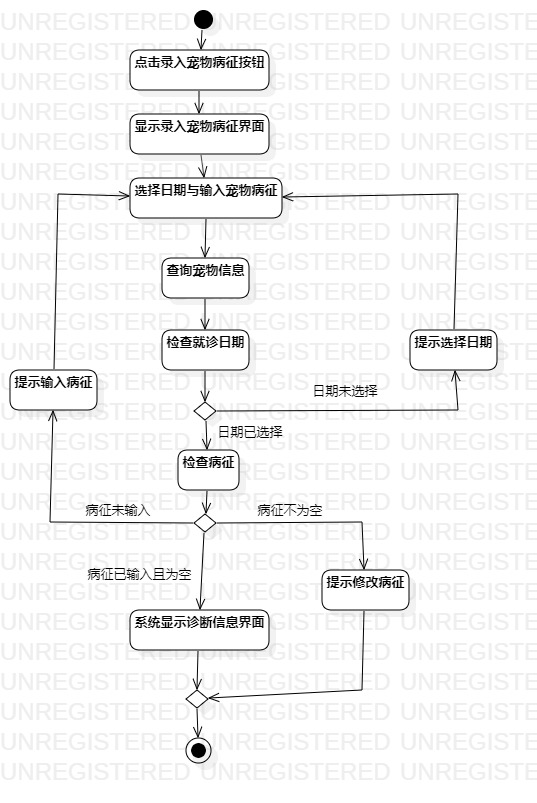 点击录入宠物病征按钮
显示录入宠物病征界面
选择日期与输入宠物病征
查询宠物信息
检查就诊日期
提示选择日期
提示输入病征
日期未选择
日期已选择
检查病征
病征未输入
病征不为空
病征已输入且为空
提示修改病征
系统显示诊断信息界面
UNREGISTERED